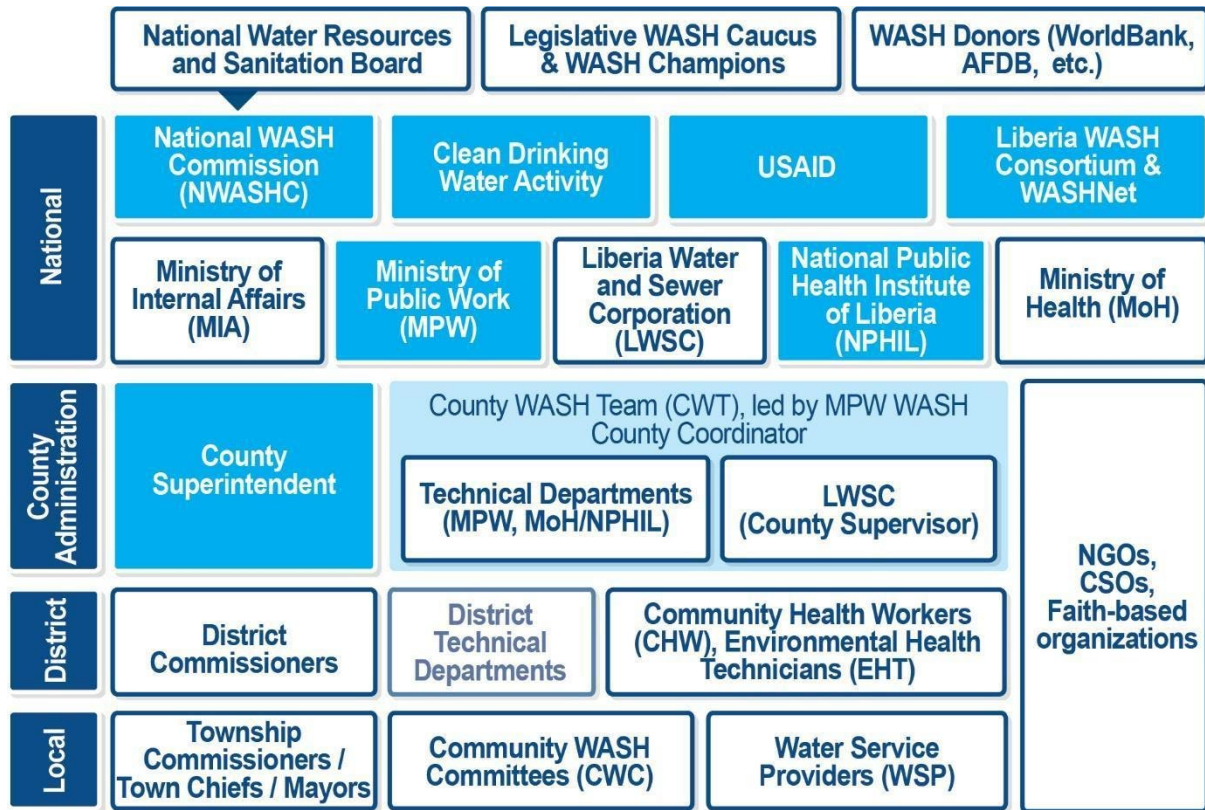 National Water Resources
and Sanitation Board
Legislative WASH Caucus
& WASH Champions
WASH Donors (WorldBank,
AFDB, etc.)
National
National WASH
Commission
(NWASHC)
Clean Drinking
Water Activity
USAID
Liberia WASH
Consortium &
WASHNet
Ministry of
Internal Affairs
(MIA)
Ministry of
Public Work
(MPW)
Liberia Water
and Sewer
Corporation
(LWSC)
National Public
Health Institute
of Liberia
(NPHIL)
Ministry of
Health (MoH)
County
Administration
County
Superintendent
County WASH Team (CWT), led by MPW WASH
County Coordinator
Technical Departments
(MPW, MoH/NPHIL)
LWSC
(County Supervisor)
NGOs,
CSOs,
Faith-based
organizations
District
District
Commissioners
District
Technical
Departments
Community Health Workers
(CHW), Environmental Health
Technicians (EHT)
Local
Township
Commissioners /
Town Chiefs / Mayors
Community WASH
Committees (CWC)
Water Service
Providers (WSP)